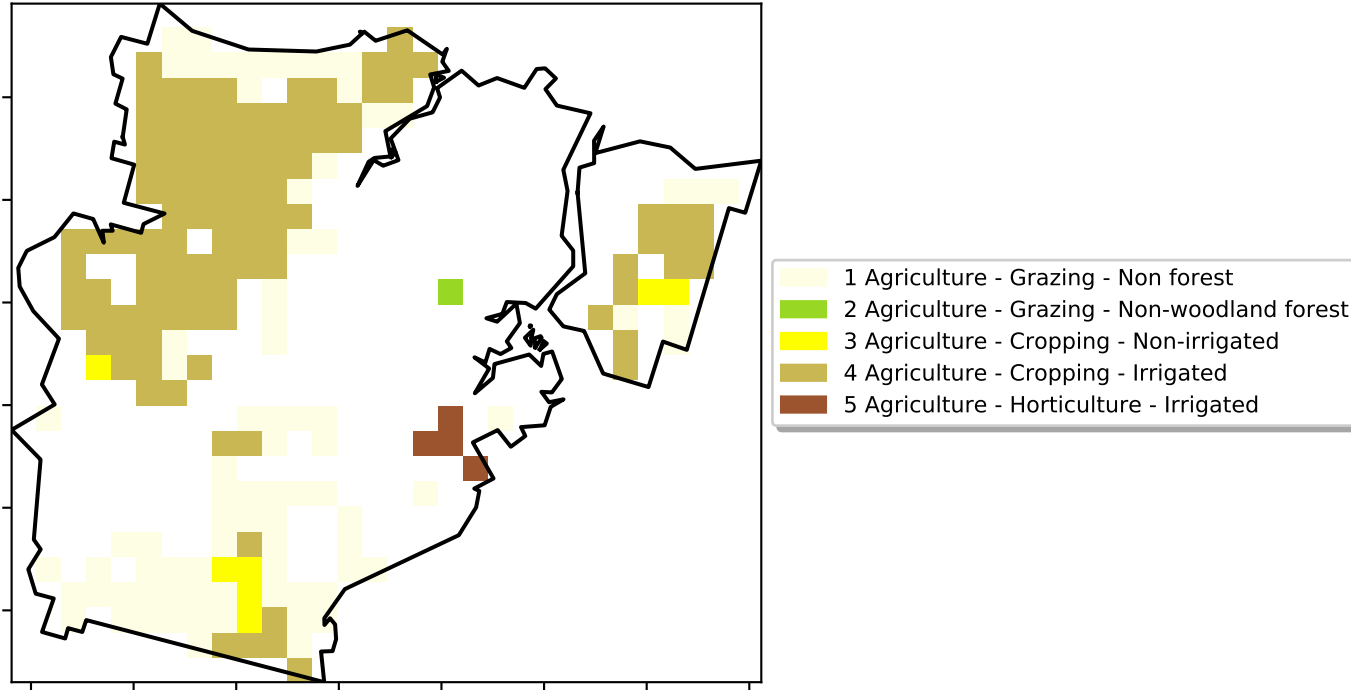 1 Agriculture - Grazing - Non forest
2 Agriculture - Grazing - Non-woodland forest
3 Agriculture - Cropping - Non-irrigated
4 Agriculture - Cropping - Irrigated
5 Agriculture - Horticulture - Irrigated